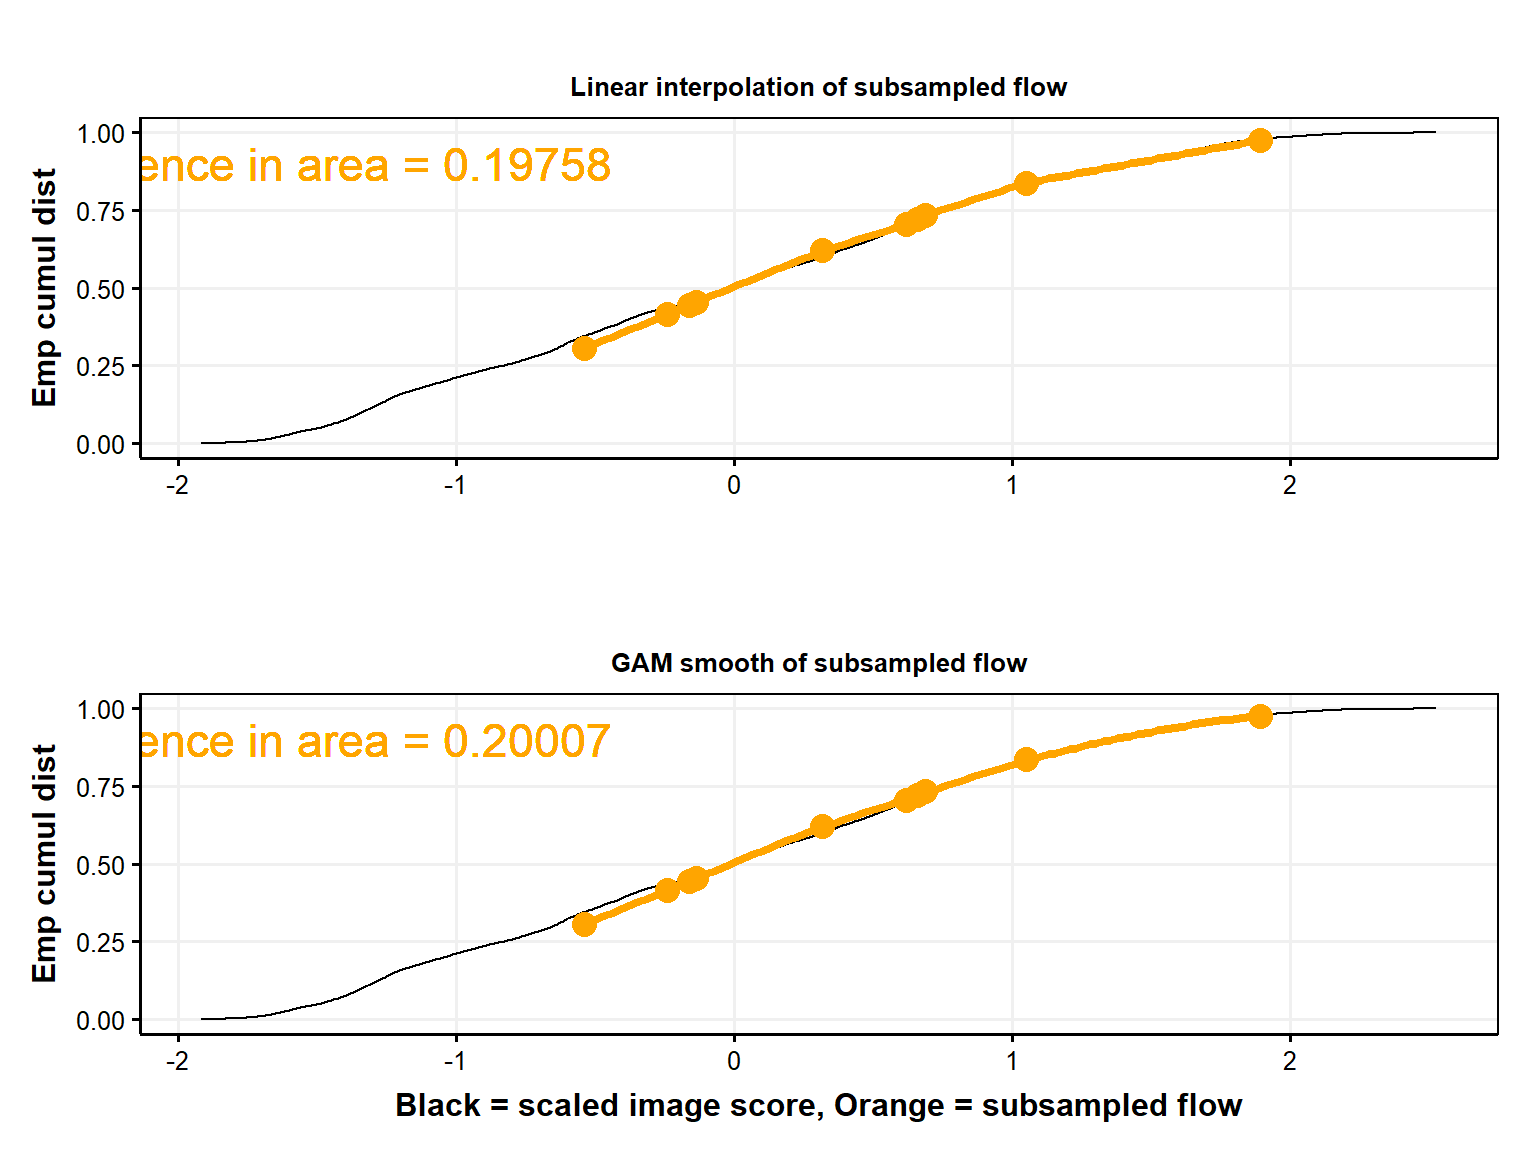 Linear interpolation of subsampled flow
Emp cumul dist
1.00
0.75
0.50
0.25
0.00
ence in area = 0.19758
-2 -1 0 1 2
GAM smooth of subsampled flow
Emp cumul dist
1.00
0.75
0.50
0.25
0.00
ence in area = 0.20007
-2 -1 0 1 2
Black = scaled image score, Orange = subsampled flow